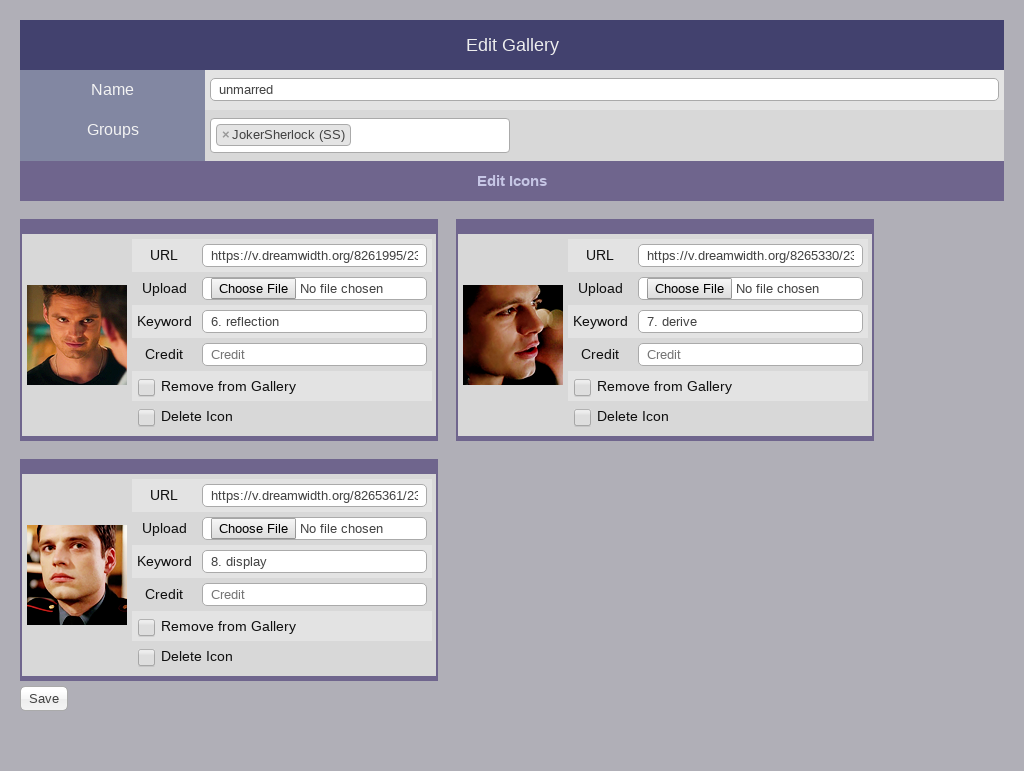 Edit Gallery
Name unmarred
Groups ×JokerSherlock (SS)
Edit Icons
URL https://v.dreamwidth.org/8261995/23
Upload Choose File No file chosen
Keyword 6. reflection
Credit Credit
Remove from Gallery
Delete Icon
URL https://v.dreamwidth.org/8265330/23
Upload Choose File No file chosen
Keyword 7. derive
Credit Credit
Remove from Gallery
Delete Icon
URL https://v.dreamwidth.org/8265361/23
Upload Choose File No file chosen
Keyword 8. display
Credit Credit
Remove from Gallery
Delete Icon
Save